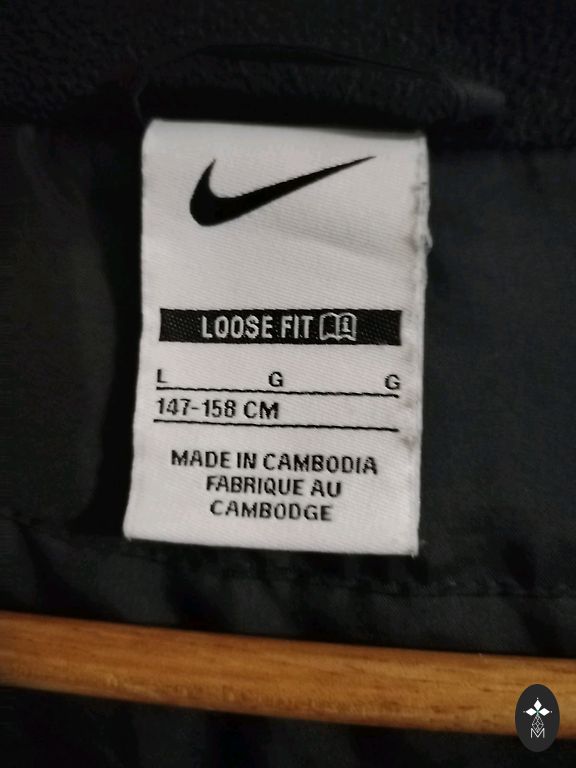 LOOSE FIT
L G G
147-158 CM
MADE IN CAMBODIA
FABRIQUE AU
CAMBODGE
M